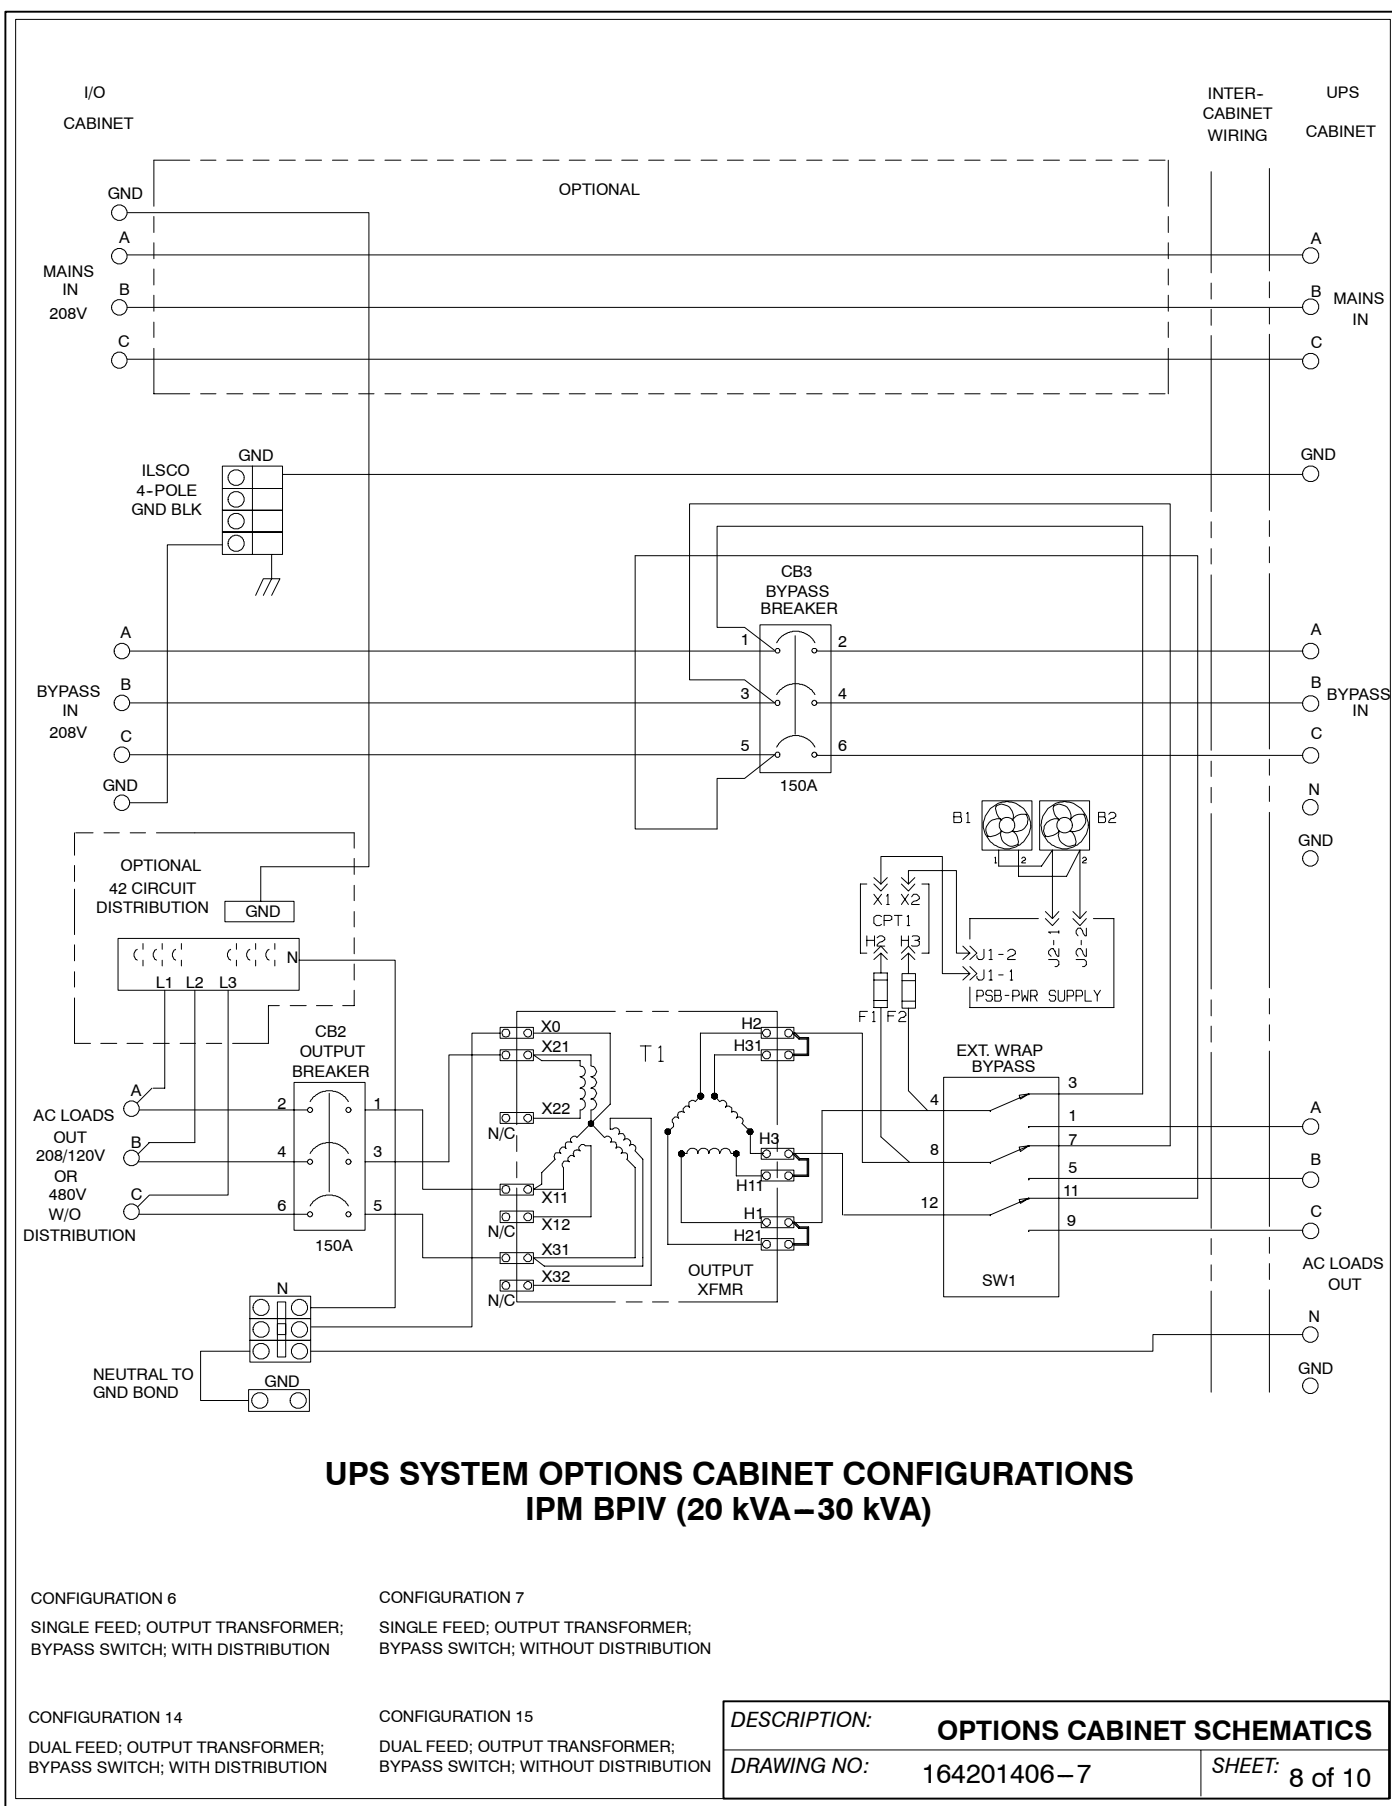 I/O
CABINET
INTER-
CABINET
WIRING
UPS
CABINET
OPTIONAL
GND
A
B
C
MAINS
IN
208V
A
B
C
MAINS
IN
GND
ILSCO
4-POLE
GND BLK
GND
CB3
BYPASS
BREAKER
1
2
3
4
5
6
150A
A
B
C
GND
BYPASS
IN
208V
A
B
C
N
GND
BYPASS
IN
B1
B2
1
2
2
OPTIONAL
42 CIRCUIT
DISTRIBUTION
GND
N
L1 L2 L3
X1 X2
CPT1
H2 H3
J1-2
J1-1
J2-1
J2-2
PSB-PWR SUPPLY
F1 F2
CB2
OUTPUT
BREAKER
2
1
4
3
6
5
150A
A
B
C
AC LOADS
OUT
208/120V
OR
480V
W/O
DISTRIBUTION
X0
X21
X22
N/C
X11
X12
N/C
X31
X32
N/C
T1
H2
H31
H3
H11
H1
H21
OUTPUT
XFMR
EXT. WRAP
BYPASS
4
3
1
8
7
5
12
11
9
SW1
A
B
C
AC LOADS
OUT
N
GND
N
NEUTRAL TO
GND BOND
GND
UPS SYSTEM OPTIONS CABINET CONFIGURATIONS
IPM BPIV (20 kVA–30 kVA)
CONFIGURATION 6
SINGLE FEED; OUTPUT TRANSFORMER;
BYPASS SWITCH; WITH DISTRIBUTION
CONFIGURATION 7
SINGLE FEED; OUTPUT TRANSFORMER;
BYPASS SWITCH; WITHOUT DISTRIBUTION
CONFIGURATION 14
DUAL FEED; OUTPUT TRANSFORMER;
BYPASS SWITCH; WITH DISTRIBUTION
CONFIGURATION 15
DUAL FEED; OUTPUT TRANSFORMER;
BYPASS SWITCH; WITHOUT DISTRIBUTION
DESCRIPTION: OPTIONS CABINET SCHEMATICS
DRAWING NO: 164201406–7
SHEET: 8 of 10